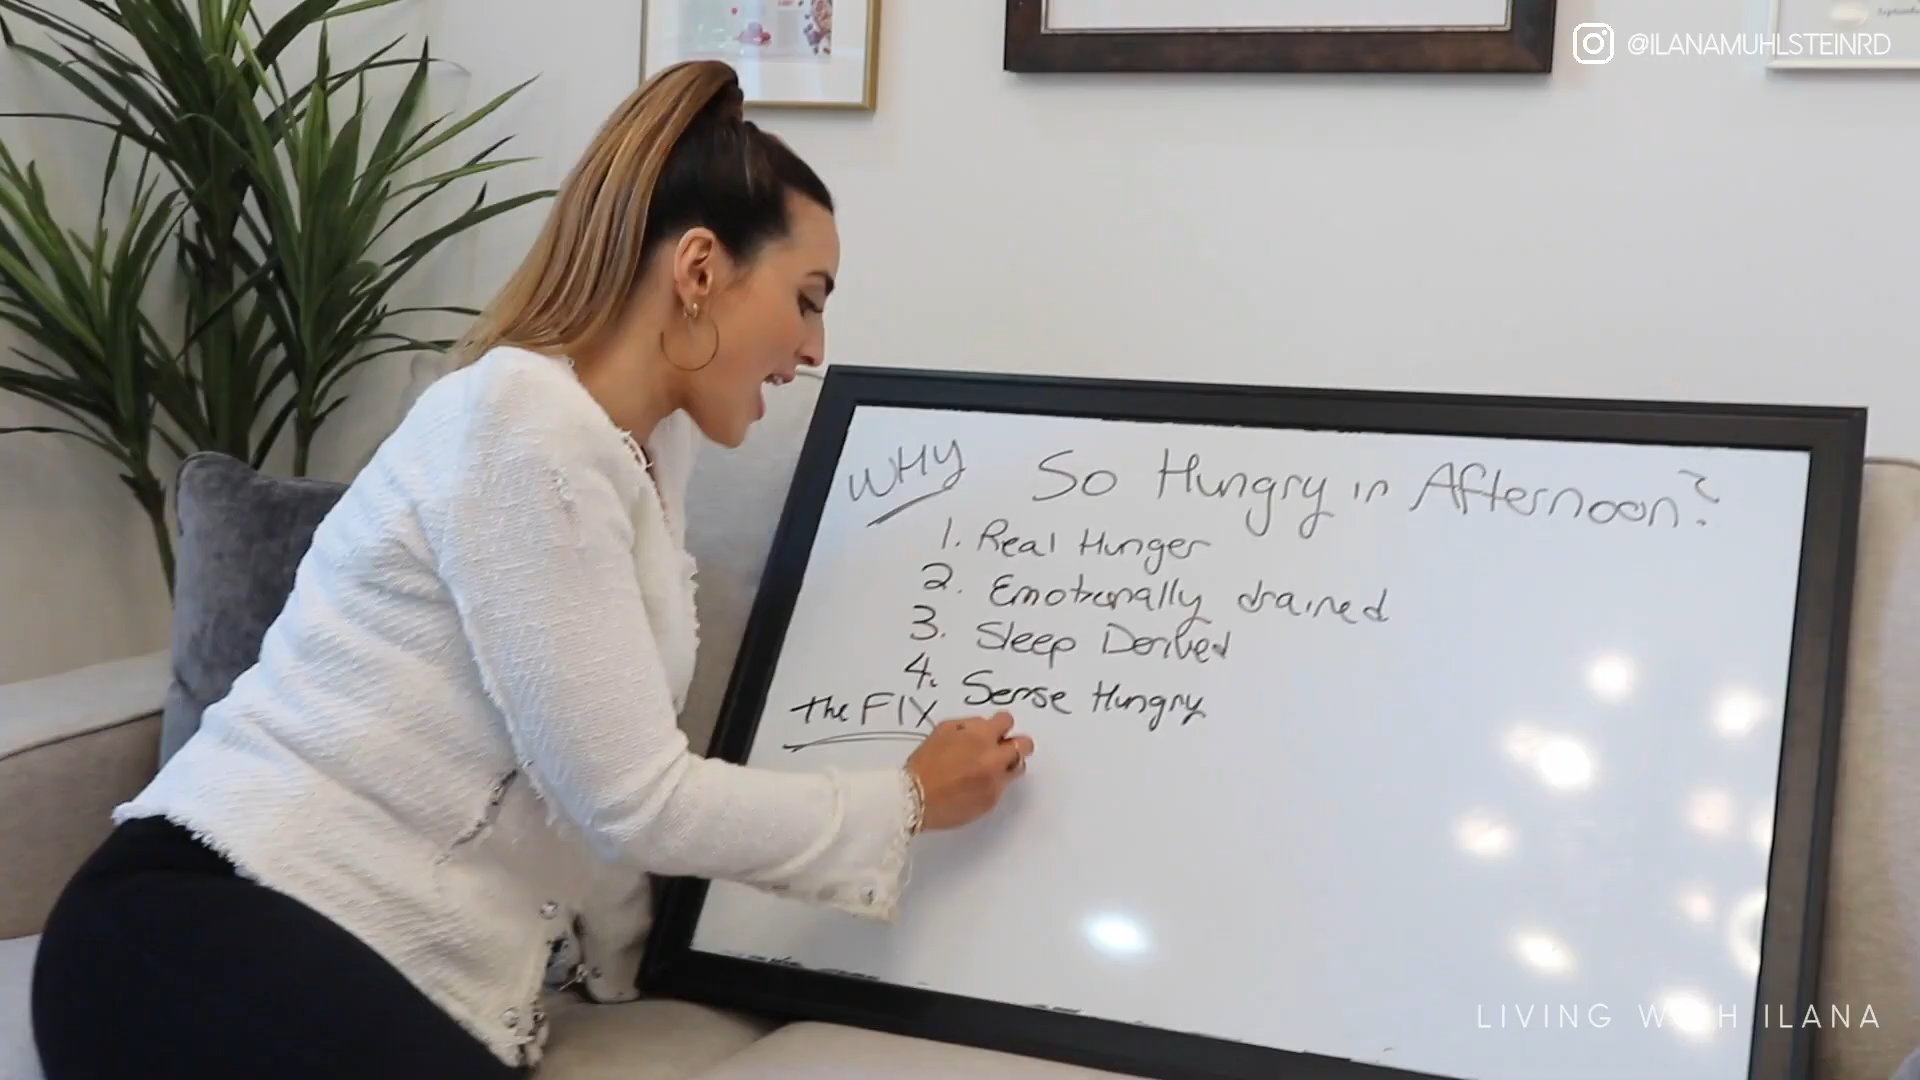 @ILANAMUHLSTEINRD
WHY So Hungry in Afternoon?
1. Real Hunger
2. Emotionally drained
3. Sleep Derived
4. Sense Hungry
the FIX
LIVING WITH ILANA